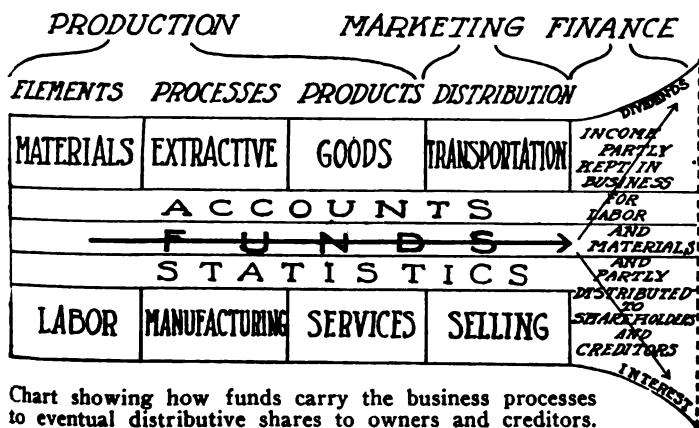 PRODUCTION MARKETING FINANCE
ELEMENTS PROCESSES PRODUCTS DISTRIBUTION
DIVIDENDS
MATERIALS EXTRACTIVE GOODS TRANSPORTATION
INCOME
PARTLY
KEPT IN
BUSINESS
FOR
LABOR
AND
MATERIALS
AND
PARTLY
DISTRIBUTED
TO
SHAREHOLDERS
AND
CREDITORS
ACCOUNTS
FUNDS
STATISTICS
LABOR MANUFACTURING SERVICES SELLING
INTEREST
Chart showing how funds carry the business processes
to eventual distributive shares to owners and creditors.